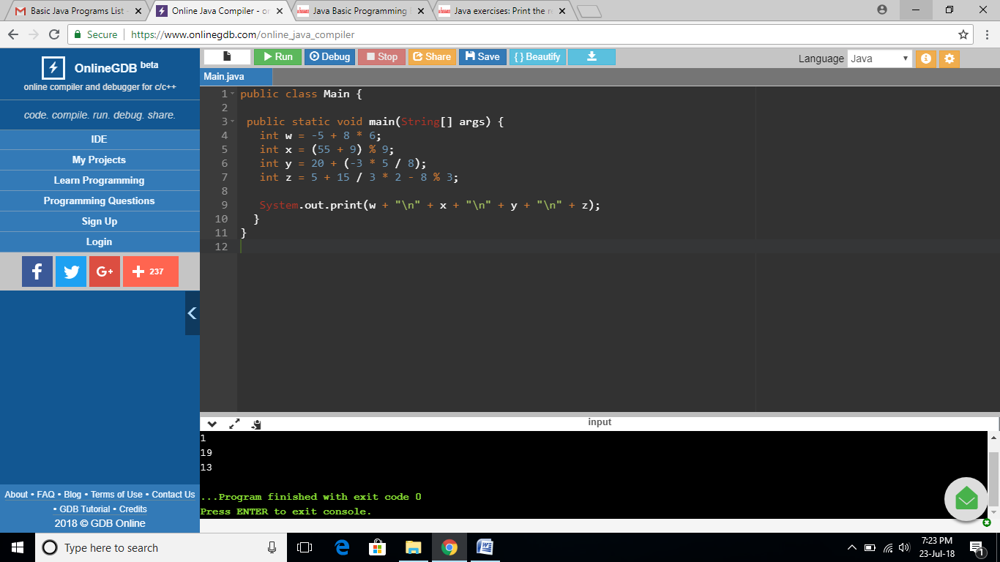 Basic Java Programs List -
Online Java Compiler - on
Java Basic Programming
Java exercises: Print the r
Secure
https://www.onlinegdb.com/online_java_compiler
OnlineGDB beta
online compiler and debugger for c/c++
code. compile. run. debug. share.
IDE
My Projects
Learn Programming
Programming Questions
Sign Up
Login
G+
237
About • FAQ • Blog • Terms of Use • Contact Us
• GDB Tutorial • Credits
2018 © GDB Online
Run
Debug
Stop
Share
Save
{ } Beautify
Language
Java
Main.java
1 public class Main {
2
3 public static void main(String[] args) {
4 int w = -5 + 8 * 6;
5 int x = (55 + 9) % 9;
6 int y = 20 + (-3 * 5 / 8);
7 int z = 5 + 15 / 3 * 2 - 8 % 3;
8
9 System.out.print(w + "\n" + x + "\n" + y + "\n" + z);
10 }
11 }
12
input
1
19
13
...Program finished with exit code 0
Press ENTER to exit console.
Type here to search
7:23 PM
23-Jul-18
1